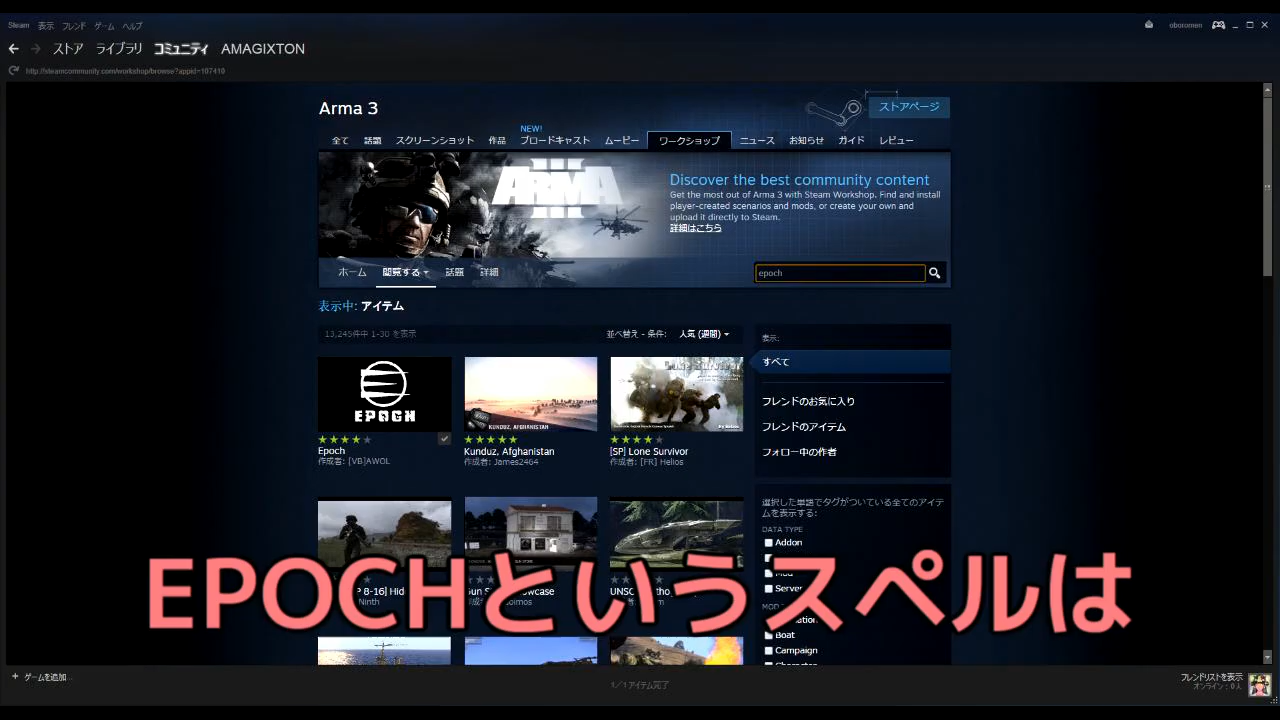 Steam 表示 フレンド ゲーム ヘルプ
oboromen
ストア ライブラリ コミュニティ AMAGIXTON
http://steamcommunity.com/workshop/browse?appid=107410
Arma 3
ストアページ
NEW!
全て 話題 スクリーンショット 作品 ブロードキャスト ムービー ワークショップ ニュース お知らせ ガイド レビュー
ARMA
III
Discover the best community content
Get the most out of Arma 3 with Steam Workshop. Find and install
player-created scenarios and mods, or create your own and
upload it directly to Steam.
詳細はこちら
ホーム 閲覧する 話題 詳細
epoch
表示中: アイテム
13,245件中 1-30 を表示
並べ替え - 条件: 人気 (週間)
表示:
すべて
フレンドのお気に入り
フレンドのアイテム
フォロー中の作者
EPOCH
Epoch
作成者: [VB]AWOL
KUNDUZ, AFGHANISTAN
Kunduz, Afghanistan
作成者: James2464
[SP] Lone Survivor
作成者: [FR] Helios
選択した単語でタグがついている全てのアイテ
ムを表示する:
DATA TYPE
Addon
Mod
Server
Boat
Campaign
Character
EPOCHというスペルは
ゲームを追加...
1／1 アイテム完了
フレンドリストを表示
オンライン：0人